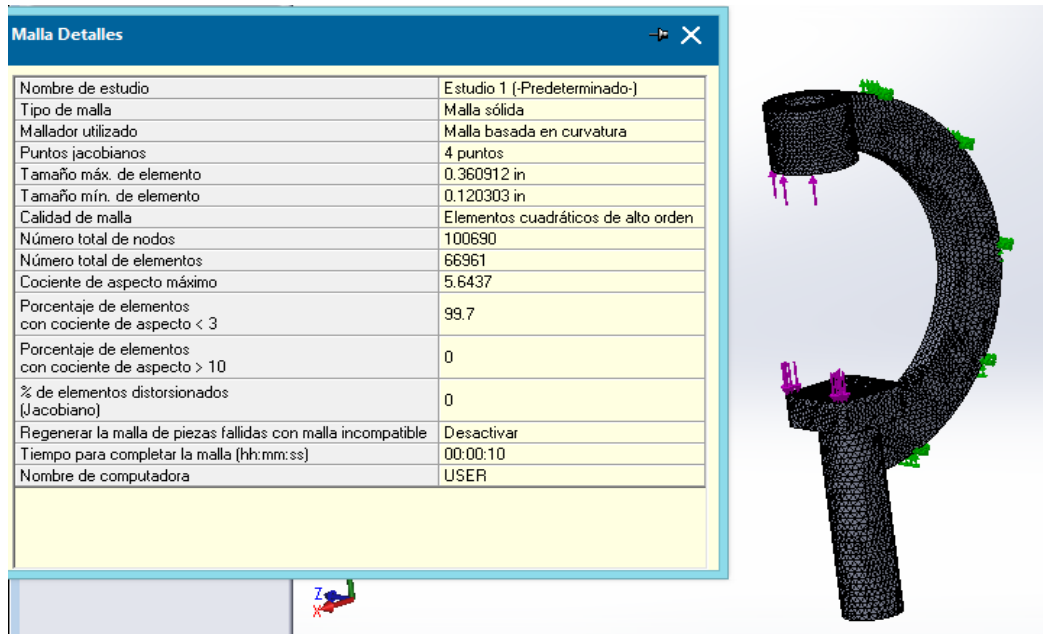 Malla Detalles
Nombre de estudio Estudio 1 (-Predeterminado-)
Tipo de malla Malla sólida
Mallador utilizado Malla basada en curvatura
Puntos jacobianos 4 puntos
Tamaño máx. de elemento 0.360912 in
Tamaño mín. de elemento 0.120303 in
Calidad de malla Elementos cuadráticos de alto orden
Número total de nodos 100690
Número total de elementos 66961
Cociente de aspecto máximo 5.6437
Porcentaje de elementos
con cociente de aspecto < 3 99.7
Porcentaje de elementos
con cociente de aspecto > 10 0
% de elementos distorsionados
(Jacobiano) 0
Regenerar la malla de piezas fallidas con malla incompatible Desactivar
Tiempo para completar la malla (hh:mm:ss) 00:00:10
Nombre de computadora USER
Z
X